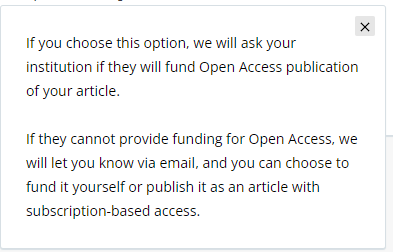 If you choose this option, we will ask your
institution if they will fund Open Access publication
of your article.
If they cannot provide funding for Open Access, we
will let you know via email, and you can choose to
fund it yourself or publish it as an article with
subscription-based access.